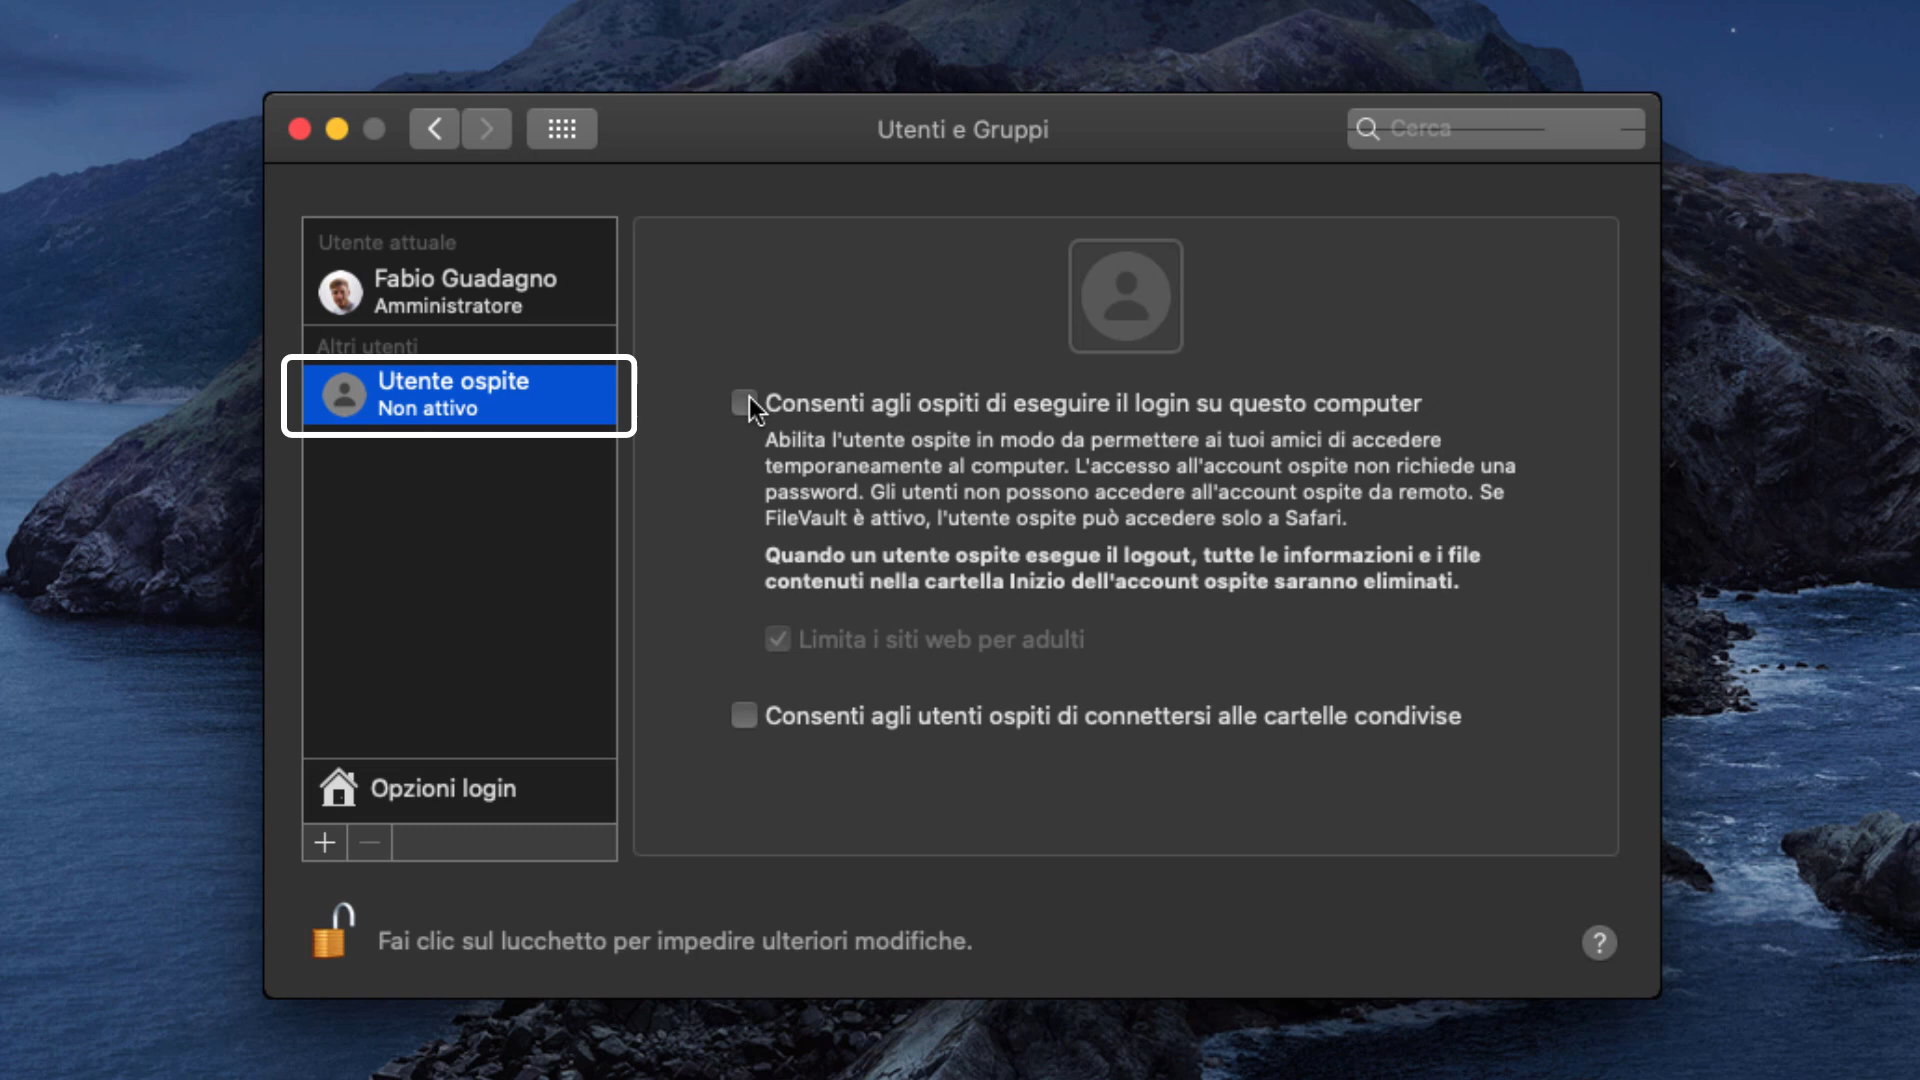 Utenti e Gruppi
Cerca
Utente attuale
Fabio Guadagno
Amministratore
Altri utenti
Utente ospite
Non attivo
Opzioni login
Consenti agli ospiti di eseguire il login su questo computer
Abilita l'utente ospite in modo da permettere ai tuoi amici di accedere
temporaneamente al computer. L'accesso all'account ospite non richiede una
password. Gli utenti non possono accedere all'account ospite da remoto. Se
FileVault è attivo, l'utente ospite può accedere solo a Safari.
Quando un utente ospite esegue il logout, tutte le informazioni e i file
contenuti nella cartella Inizio dell'account ospite saranno eliminati.
Limita i siti web per adulti
Consenti agli utenti ospiti di connettersi alle cartelle condivise
Fai clic sul lucchetto per impedire ulteriori modifiche.
?